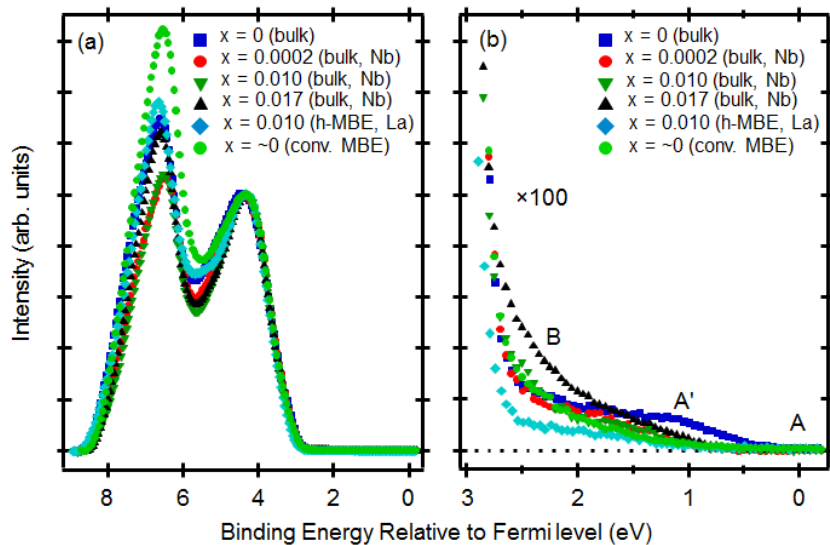 (a)
x = 0 (bulk)
x = 0.0002 (bulk, Nb)
x = 0.010 (bulk, Nb)
x = 0.017 (bulk, Nb)
x = 0.010 (h-MBE, La)
x = ~0 (conv. MBE)
(b)
x = 0 (bulk)
x = 0.0002 (bulk, Nb)
x = 0.010 (bulk, Nb)
x = 0.017 (bulk, Nb)
x = 0.010 (h-MBE, La)
x = ~0 (conv. MBE)
×100
B
A'
A
Intensity (arb. units)
8 6 4 2 0
3 2 1 0
Binding Energy Relative to Fermi level (eV)